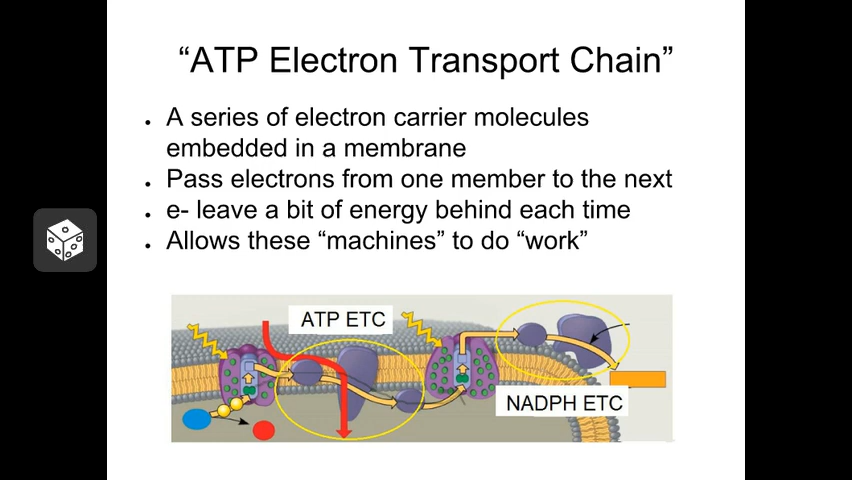 “ATP Electron Transport Chain”
• A series of electron carrier molecules
embedded in a membrane
• Pass electrons from one member to the next
• e- leave a bit of energy behind each time
• Allows these “machines” to do “work”
ATP ETC
NADPH ETC